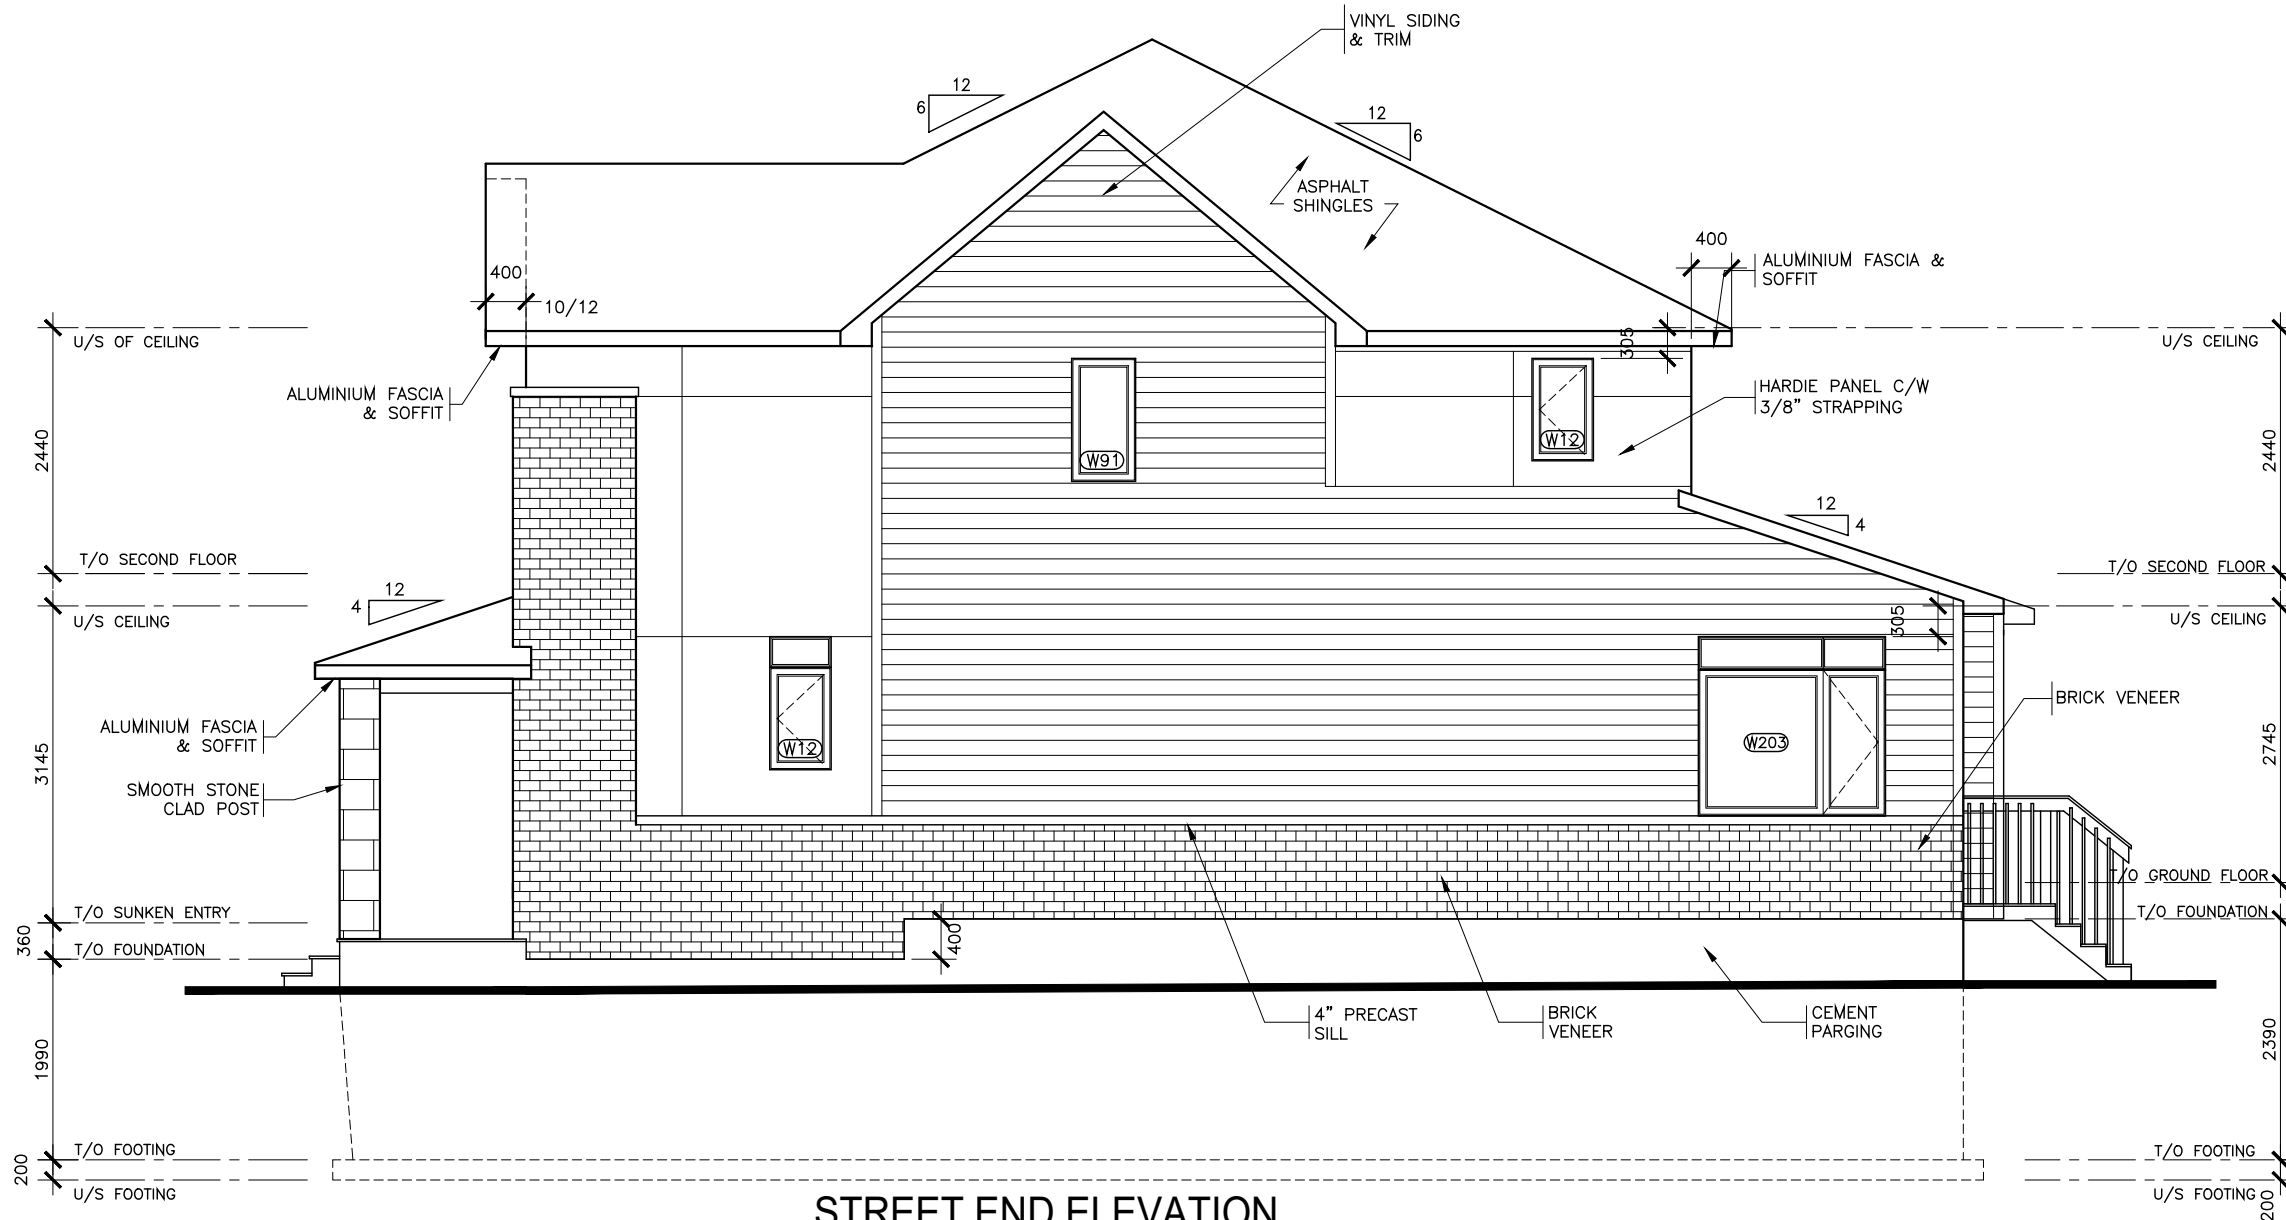 VINYL SIDING
& TRIM
12
6
12
6
ASPHALT
SHINGLES
400
ALUMINIUM FASCIA &
SOFFIT
400
10/12
U/S OF CEILING
305
U/S CEILING
ALUMINIUM FASCIA
& SOFFIT
HARDIE PANEL C/W
3/8" STRAPPING
W91
W12
2440
2440
12
4
T/O SECOND FLOOR
T/O SECOND FLOOR
12
4
U/S CEILING
305
U/S CEILING
BRICK VENEER
ALUMINIUM FASCIA
& SOFFIT
W12
W203
3145
2745
SMOOTH STONE
CLAD POST
T/O GROUND FLOOR
T/O SUNKEN ENTRY
T/O FOUNDATION
360
T/O FOUNDATION
400
4" PRECAST
SILL
BRICK
VENEER
CEMENT
PARGING
1990
2390
T/O FOOTING
T/O FOOTING
200
U/S FOOTING
U/S FOOTING
200
STREET END ELEVATION